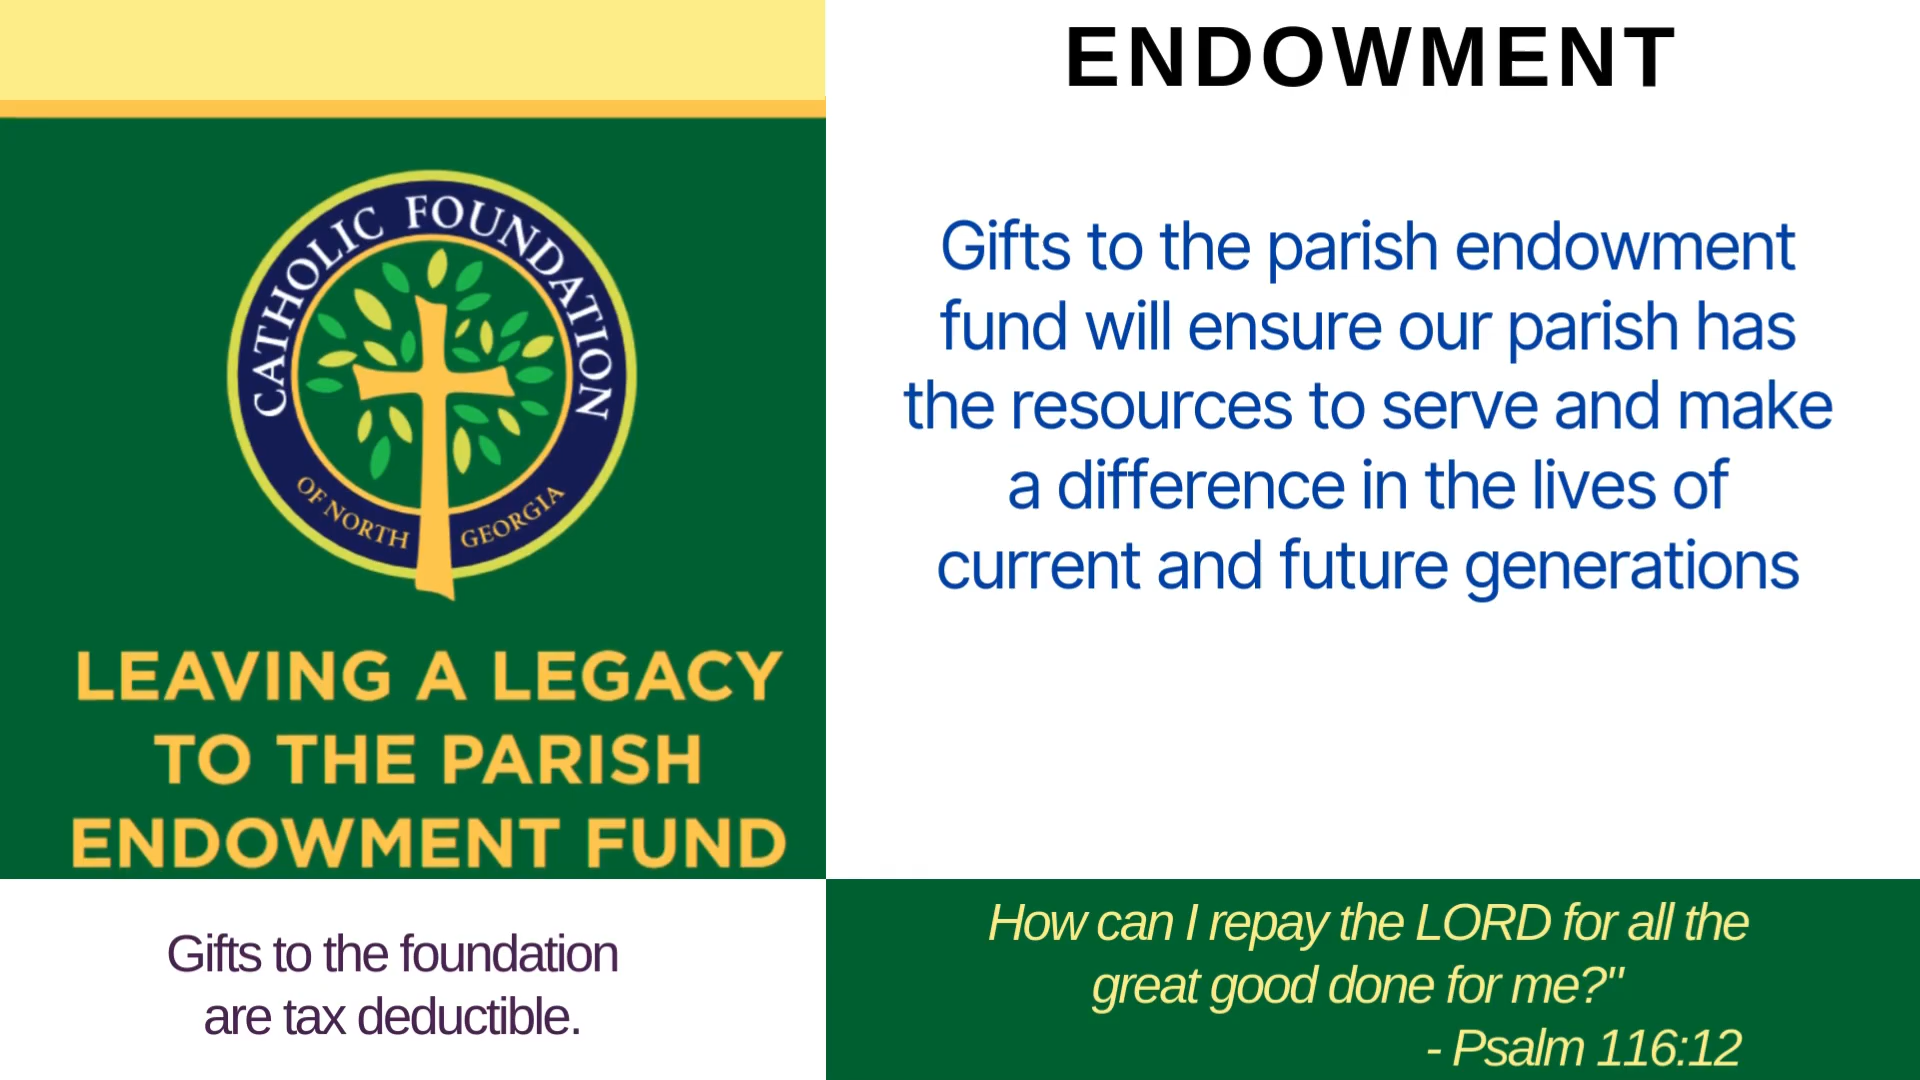 CATHOLIC FOUNDATION
OF NORTH GEORGIA
LEAVING A LEGACY
TO THE PARISH
ENDOWMENT FUND
Gifts to the foundation
are tax deductible.
ENDOWMENT
Gifts to the parish endowment
fund will ensure our parish has
the resources to serve and make
a difference in the lives of
current and future generations
How can I repay the LORD for all the
great good done for me?"
- Psalm 116:12